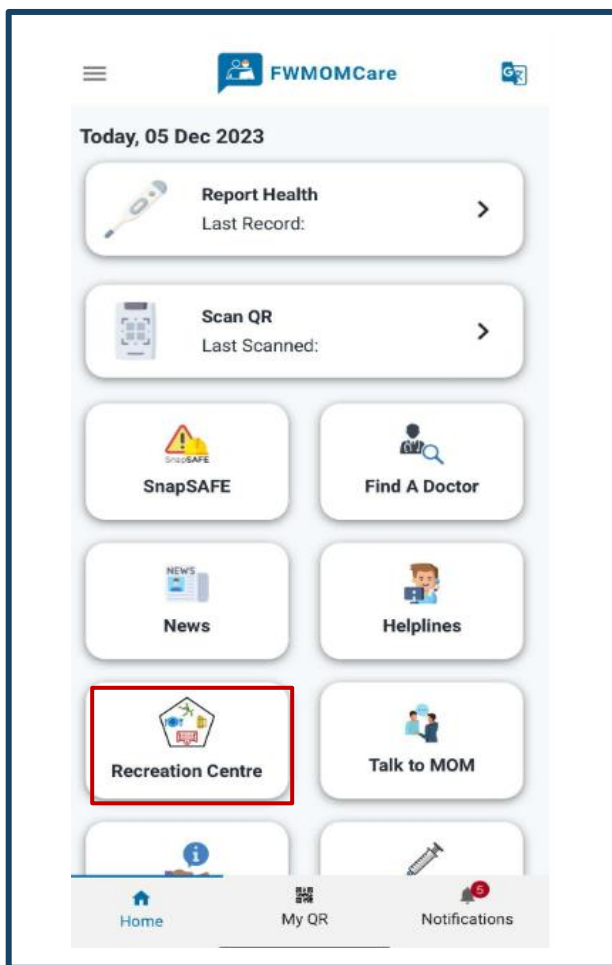 FWMOMCare
Today, 05 Dec 2023
Report Health
Last Record:
Scan QR
Last Scanned:
SnapSAFE
SnapSAFE
Find A Doctor
NEWS
News
Helplines
Recreation Centre
Talk to MOM
Home
My QR
5
Notifications